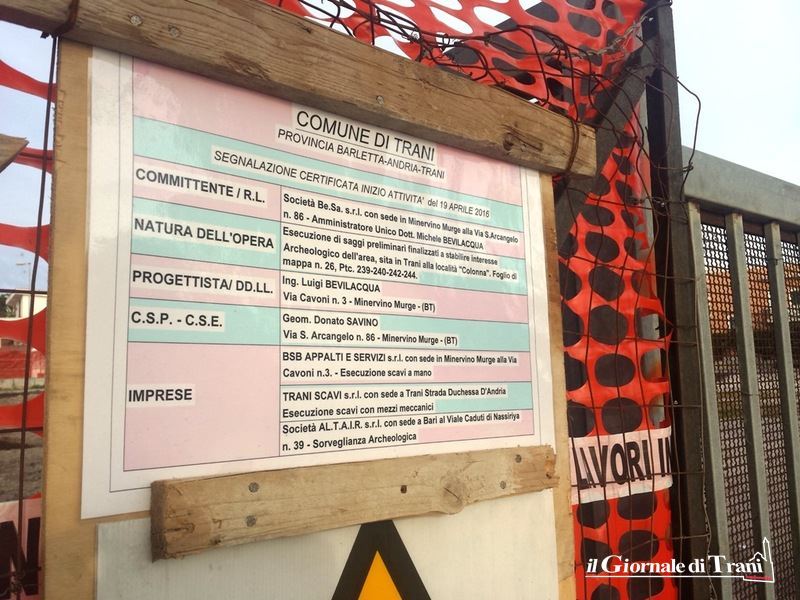 COMUNE DI TRANI
PROVINCIA BARLETTA-ANDRIA-TRANI
SEGNALAZIONE CERTIFICATA INIZIO ATTIVITA' del 19 APRILE 2016
COMMITTENTE / R.L.
Società Be.Sa. s.r.l. con sede in Minervino Murge alla Via S.Arcangelo
n. 86 - Amministratore Unico Dott. Michele BEVILACQUA
NATURA DELL'OPERA
Esecuzione di saggi preliminari finalizzati a stabilire interesse
Archeologico dell'area, sita in Trani alla località "Colonna". Foglio di
mappa n. 26, Ptc. 239-240-242-244.
PROGETTISTA/ DD.LL.
Ing. Luigi BEVILACQUA
Via Cavoni n. 3 - Minervino Murge - (BT)
C.S.P. - C.S.E.
Geom. Donato SAVINO
Via S. Arcangelo n. 86 - Minervino Murge - (BT)
IMPRESE
BSB APPALTI E SERVIZI s.r.l. con sede in Minervino Murge alla Via
Cavoni n.3. - Esecuzione scavi a mano
TRANI SCAVI s.r.l. con sede a Trani Strada Duchessa D'Andria
Esecuzione scavi con mezzi meccanici
Società AL.T.A.I.R. s.r.l. con sede a Bari al Viale Caduti di Nassiriya
n. 39 - Sorveglianza Archeologica
LAVORI IN
il Giornale di Trani